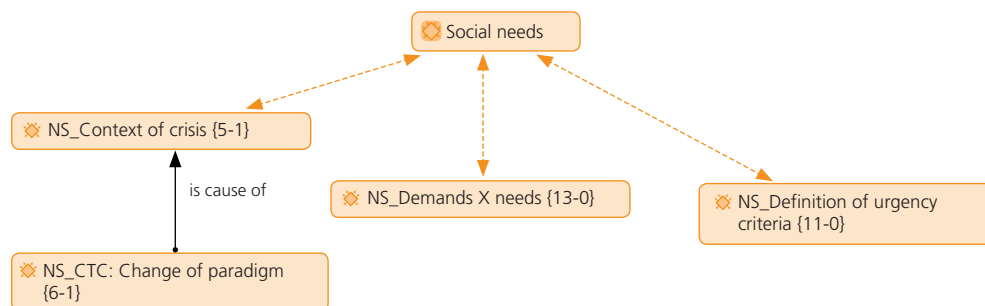 Social needs
NS_Context of crisis {5-1}
is cause of
NS_Demands X needs {13-0}
NS_Definition of urgency
criteria {11-0}
NS_CTC: Change of paradigm
{6-1}